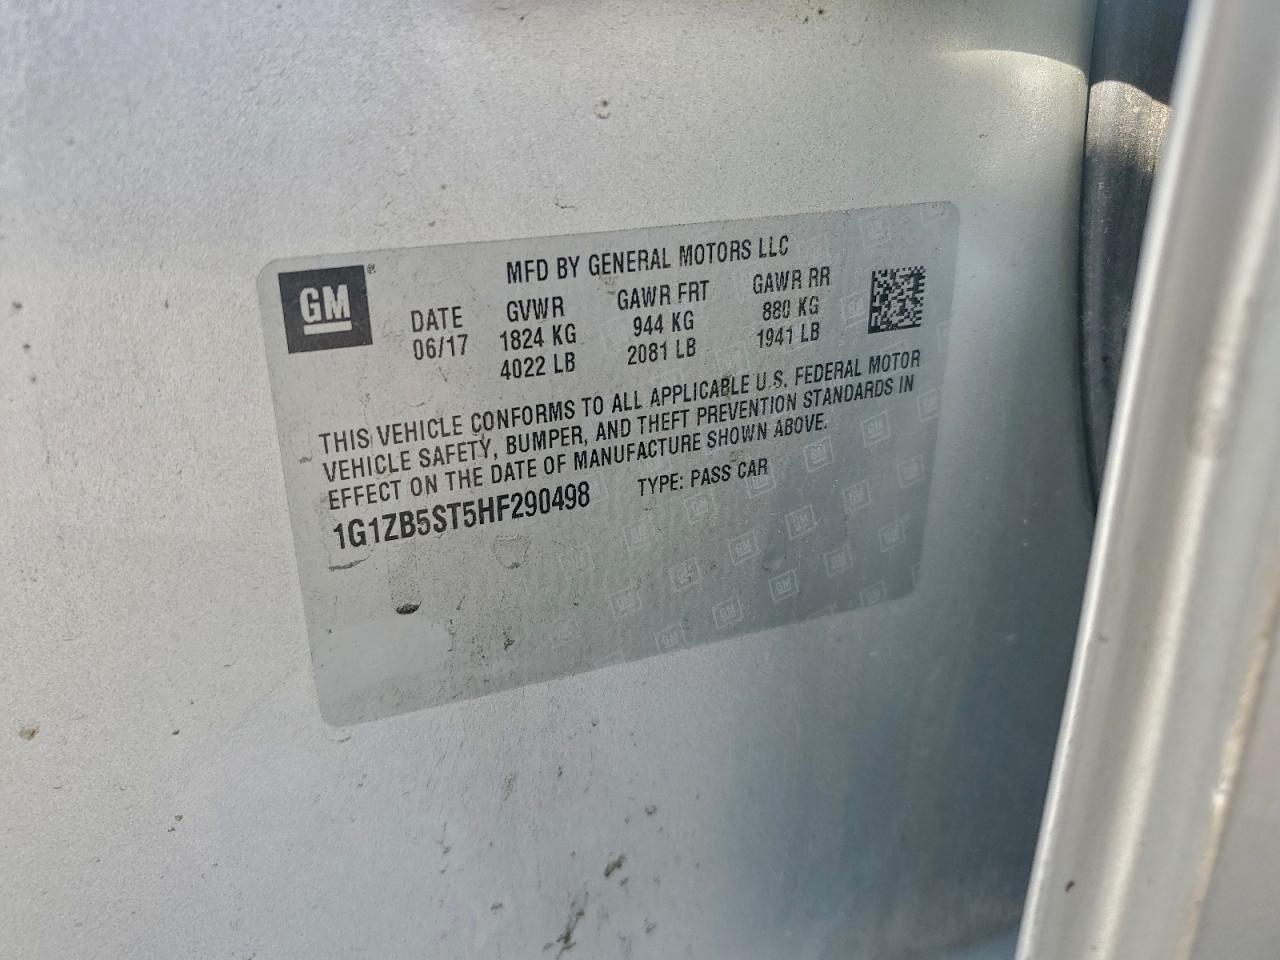 GM®
MFD BY GENERAL MOTORS LLC
DATE GVWR GAWR FRT GAWR RR
06/17 1824 KG 944 KG 880 KG
4022 LB 2081 LB 1941 LB
THIS VEHICLE CONFORMS TO ALL APPLICABLE U.S. FEDERAL MOTOR
VEHICLE SAFETY, BUMPER, AND THEFT PREVENTION STANDARDS IN
EFFECT ON THE DATE OF MANUFACTURE SHOWN ABOVE.
1G1ZB5ST5HF290498 TYPE: PASS CAR